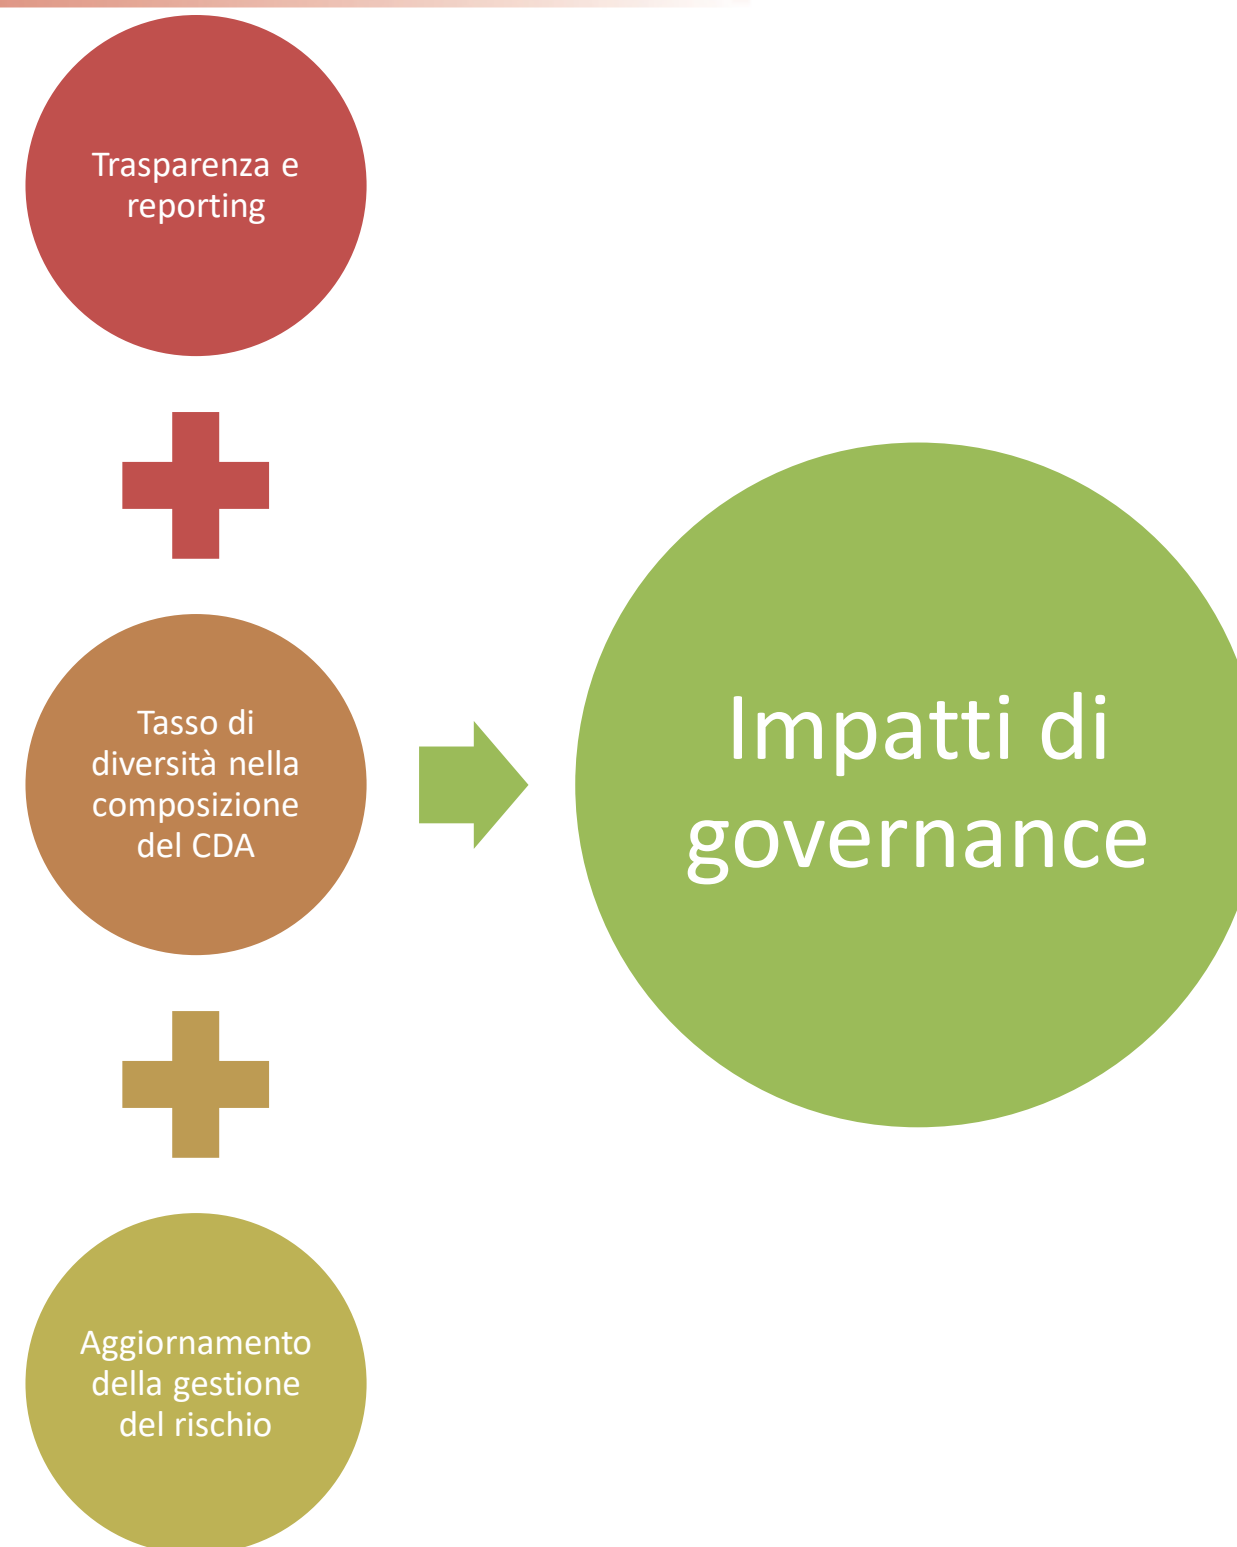 Trasparenza e
reporting
Tasso di
diversità nella
composizione
del CDA
Impatti di
governance
Aggiornamento
della gestione
del rischio